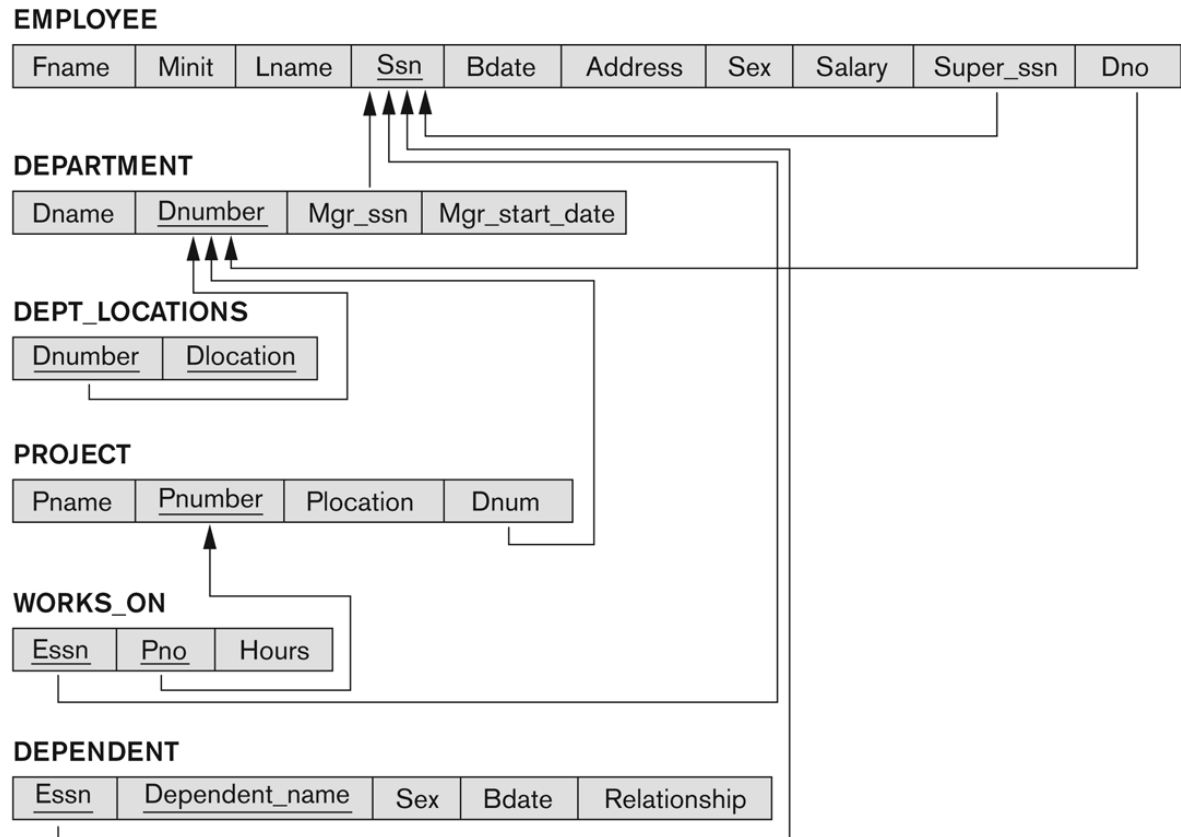 EMPLOYEE
Fname Minit Lname Ssn Bdate Address Sex Salary Super_ssn Dno
DEPARTMENT
Dname Dnumber Mgr_ssn Mgr_start_date
DEPT_LOCATIONS
Dnumber Dlocation
PROJECT
Pname Pnumber Plocation Dnum
WORKS_ON
Essn Pno Hours
DEPENDENT
Essn Dependent_name Sex Bdate Relationship